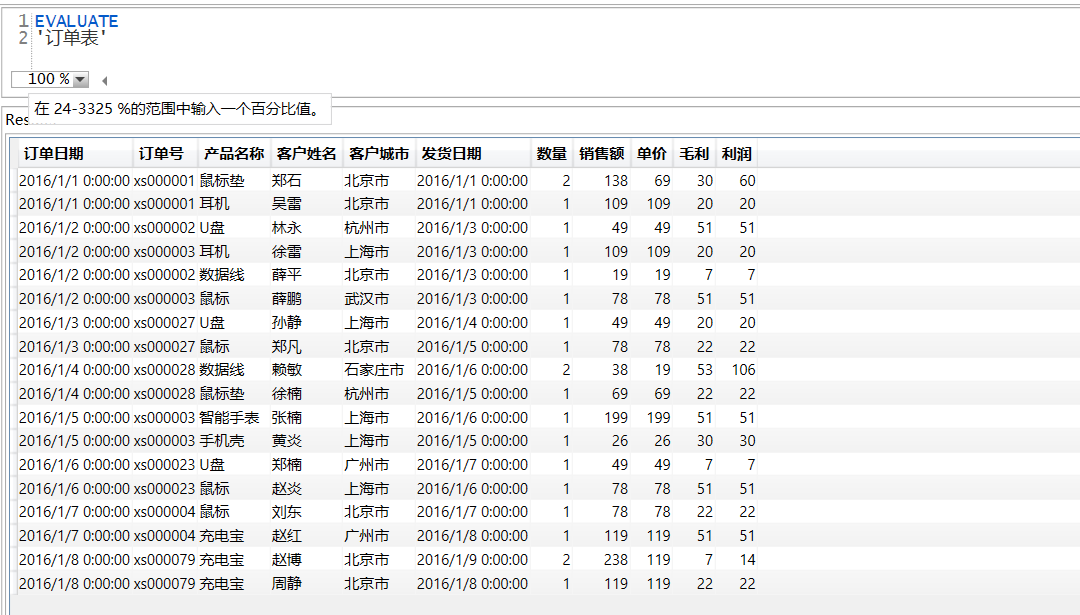 1 EVALUATE
2 '订单表'
100 %
在 24-3325 %的范围中输入一个百分比值。
Res
订单日期 订单号 产品名称 客户姓名 客户城市 发货日期 数量 销售额 单价 毛利 利润
2016/1/1 0:00:00 xs000001 鼠标垫 郑石 北京市 2016/1/1 0:00:00 2 138 69 30 60
2016/1/1 0:00:00 xs000001 耳机 吴雷 北京市 2016/1/1 0:00:00 1 109 109 20 20
2016/1/2 0:00:00 xs000002 U盘 林永 杭州市 2016/1/3 0:00:00 1 49 49 51 51
2016/1/2 0:00:00 xs000003 耳机 徐雷 上海市 2016/1/3 0:00:00 1 109 109 20 20
2016/1/2 0:00:00 xs000002 数据线 薛平 北京市 2016/1/3 0:00:00 1 19 19 7 7
2016/1/2 0:00:00 xs000003 鼠标 薛鹏 武汉市 2016/1/3 0:00:00 1 78 78 51 51
2016/1/3 0:00:00 xs000027 U盘 孙静 上海市 2016/1/4 0:00:00 1 49 49 20 20
2016/1/3 0:00:00 xs000027 鼠标 郑凡 北京市 2016/1/5 0:00:00 1 78 78 22 22
2016/1/4 0:00:00 xs000028 数据线 赖敏 石家庄市 2016/1/6 0:00:00 2 38 19 53 106
2016/1/4 0:00:00 xs000028 鼠标垫 徐楠 杭州市 2016/1/5 0:00:00 1 69 69 22 22
2016/1/5 0:00:00 xs000003 智能手表 张楠 上海市 2016/1/6 0:00:00 1 199 199 51 51
2016/1/5 0:00:00 xs000003 手机壳 黄炎 上海市 2016/1/5 0:00:00 1 26 26 30 30
2016/1/6 0:00:00 xs000023 U盘 郑楠 广州市 2016/1/7 0:00:00 1 49 49 7 7
2016/1/6 0:00:00 xs000023 鼠标 赵炎 上海市 2016/1/6 0:00:00 1 78 78 51 51
2016/1/7 0:00:00 xs000004 鼠标 刘东 北京市 2016/1/7 0:00:00 1 78 78 22 22
2016/1/7 0:00:00 xs000004 充电宝 赵红 广州市 2016/1/8 0:00:00 1 119 119 51 51
2016/1/8 0:00:00 xs000079 充电宝 赵博 北京市 2016/1/9 0:00:00 2 238 119 7 14
2016/1/8 0:00:00 xs000079 充电宝 周静 北京市 2016/1/8 0:00:00 1 119 119 22 22